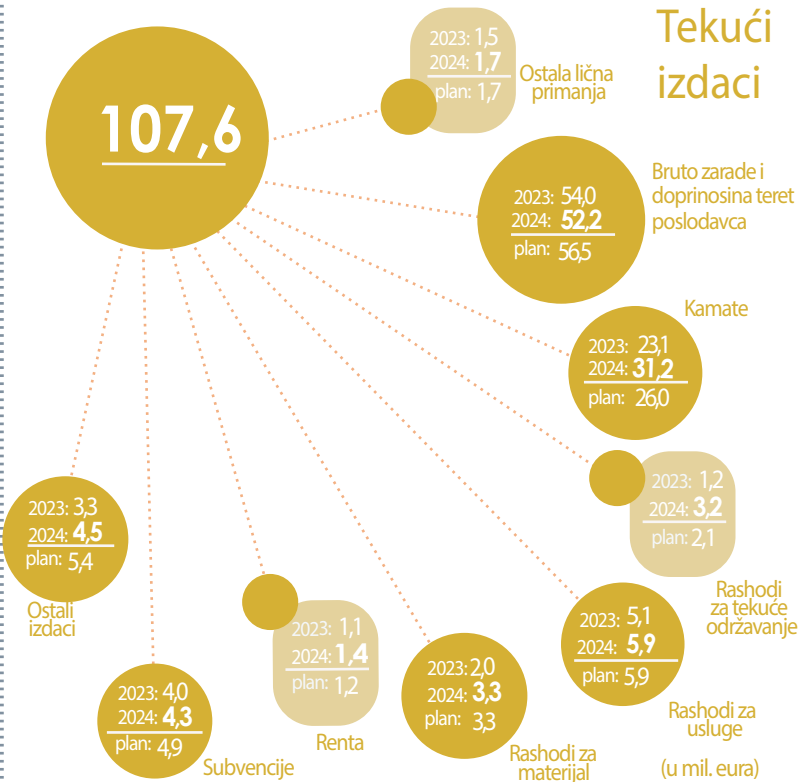 Tekući
izdaci
107,6
2023: 1,5
2024: 1,7
plan: 1,7
Ostala lična
primanja
2023: 54,0
2024: 52,2
plan: 56,5
Bruto zarade i
doprinosina teret
poslodavca
Kamate
2023: 23,1
2024: 31,2
plan: 26,0
2023: 1,2
2024: 3,2
plan: 2,1
Rashodi
za tekuće
održavanje
2023: 5,1
2024: 5,9
plan: 5,9
Rashodi za
usluge
2023: 2,0
2024: 3,3
plan: 3,3
Rashodi za
materijal
2023: 1,1
2024: 1,4
plan: 1,2
Renta
2023: 4,0
2024: 4,3
plan: 4,9
Subvencije
2023: 3,3
2024: 4,5
plan: 5,4
Ostali
izdaci
(u mil. eura)